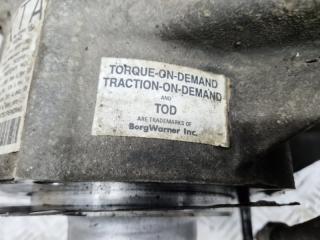 TORQUE-ON-DEMAND
TRACTION-ON-DEMAND
AND
TOD
ARE TRADEMARKS OF
BorgWarner Inc.